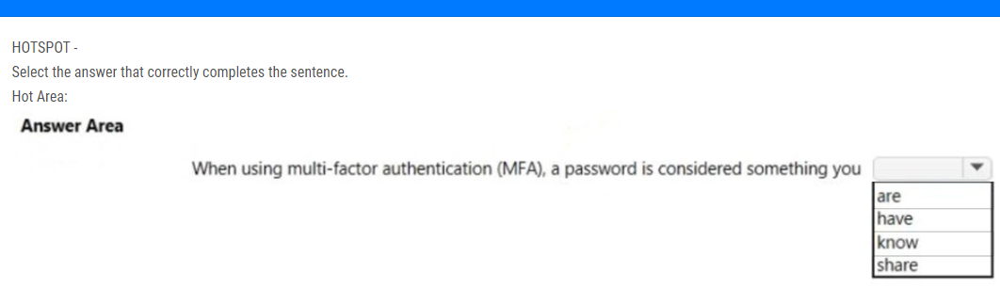 HOTSPOT -
Select the answer that correctly completes the sentence.
Hot Area:
Answer Area
When using multi-factor authentication (MFA), a password is considered something you
are
have
know
share